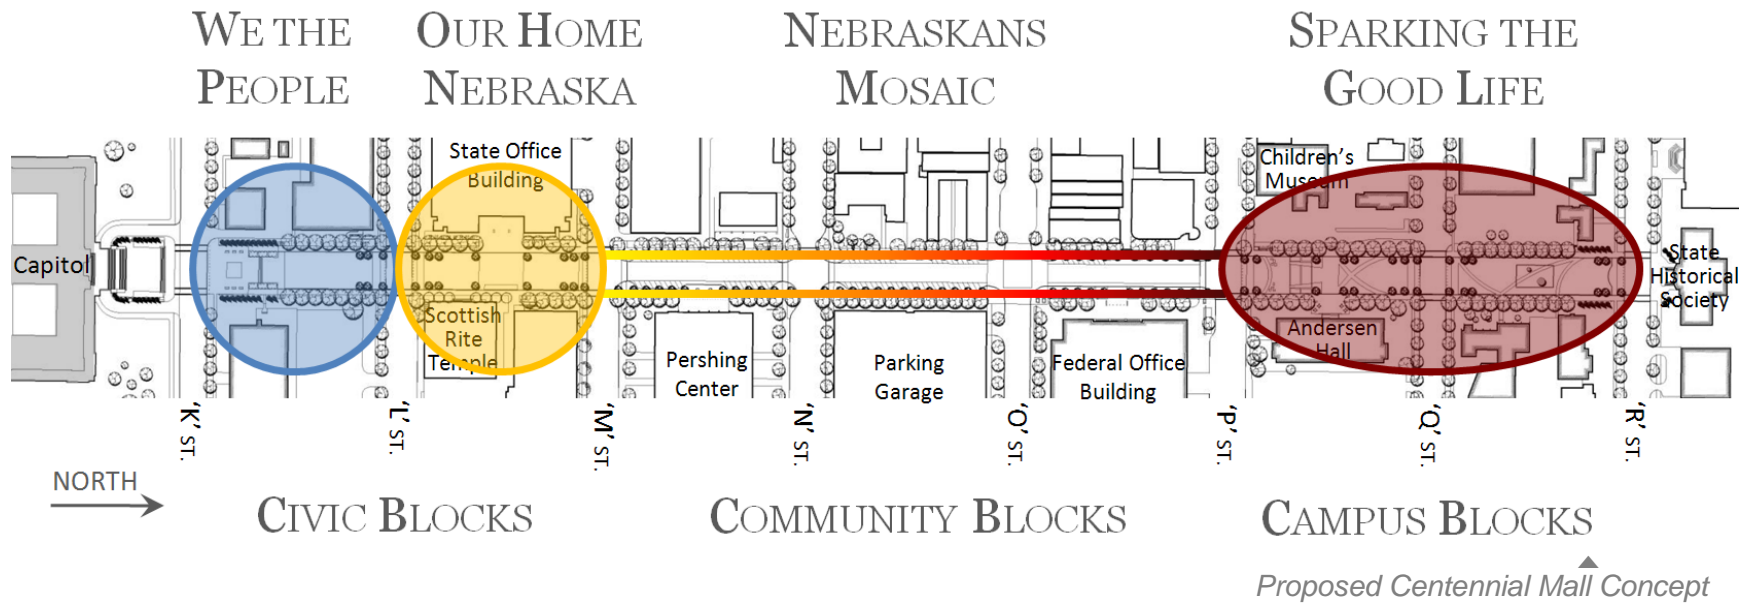 WE THE
PEOPLE
OUR HOME
NEBRASKA
NEBRASKANS
MOSAIC
SPARKING THE
GOOD LIFE
State Office
Building
Children's
Museum
Capitol
State
Historical
Society
Scottish
Rite
Temple
Pershing
Center
Parking
Garage
Federal Office
Building
Andersen
Hall
'K' ST.
'L' ST.
'M' ST.
'N' ST.
'O' ST.
'P' ST.
'Q' ST.
'R' ST.
NORTH
CIVIC BLOCKS
COMMUNITY BLOCKS
CAMPUS BLOCKS
Proposed Centennial Mall Concept